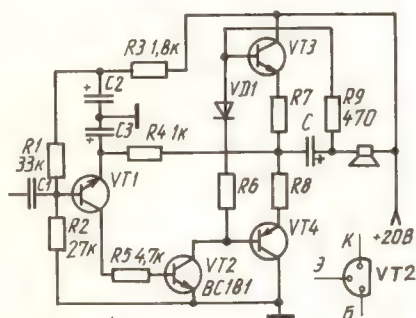 R3 1,8к
VT3
C2
VD1
R7
R9
470
C3
R4 1к
C
R1
33к
C1
VT1
R2
27к
R6
R8
VT4
+20В
R5 4,7к
VT2
BC181
К
Э
VT2
Б
+
+
+